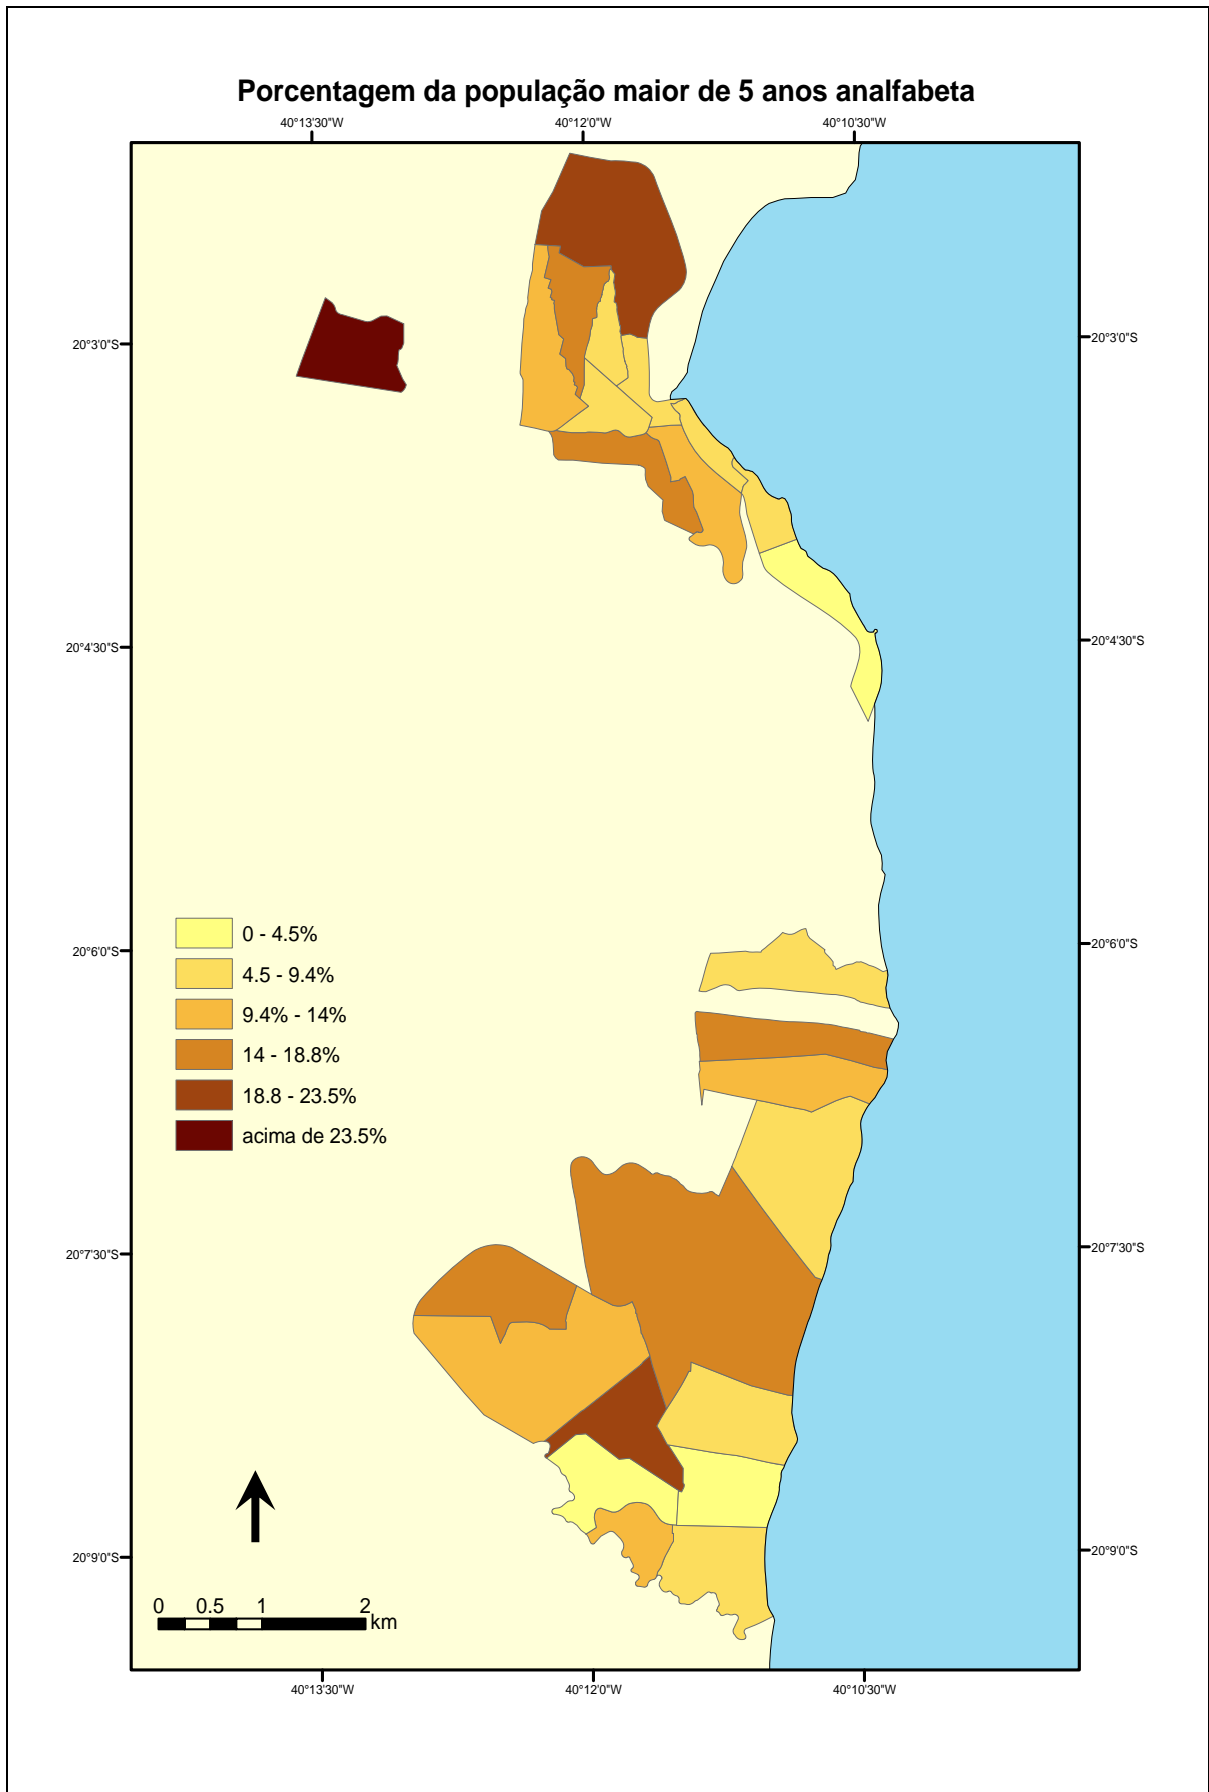 Porcentagem da população maior de 5 anos analfabeta
40°13'30"W 40°12'0"W 40°10'30"W
20°3'0"S 20°3'0"S
20°4'30"S 20°4'30"S
0 - 4.5%
20°6'0"S 20°6'0"S
4.5 - 9.4%
9.4% - 14%
14 - 18.8%
18.8 - 23.5%
acima de 23.5%
20°7'30"S 20°7'30"S
20°9'0"S 20°9'0"S
0 0.5 1 2
km
40°13'30"W 40°12'0"W 40°10'30"W